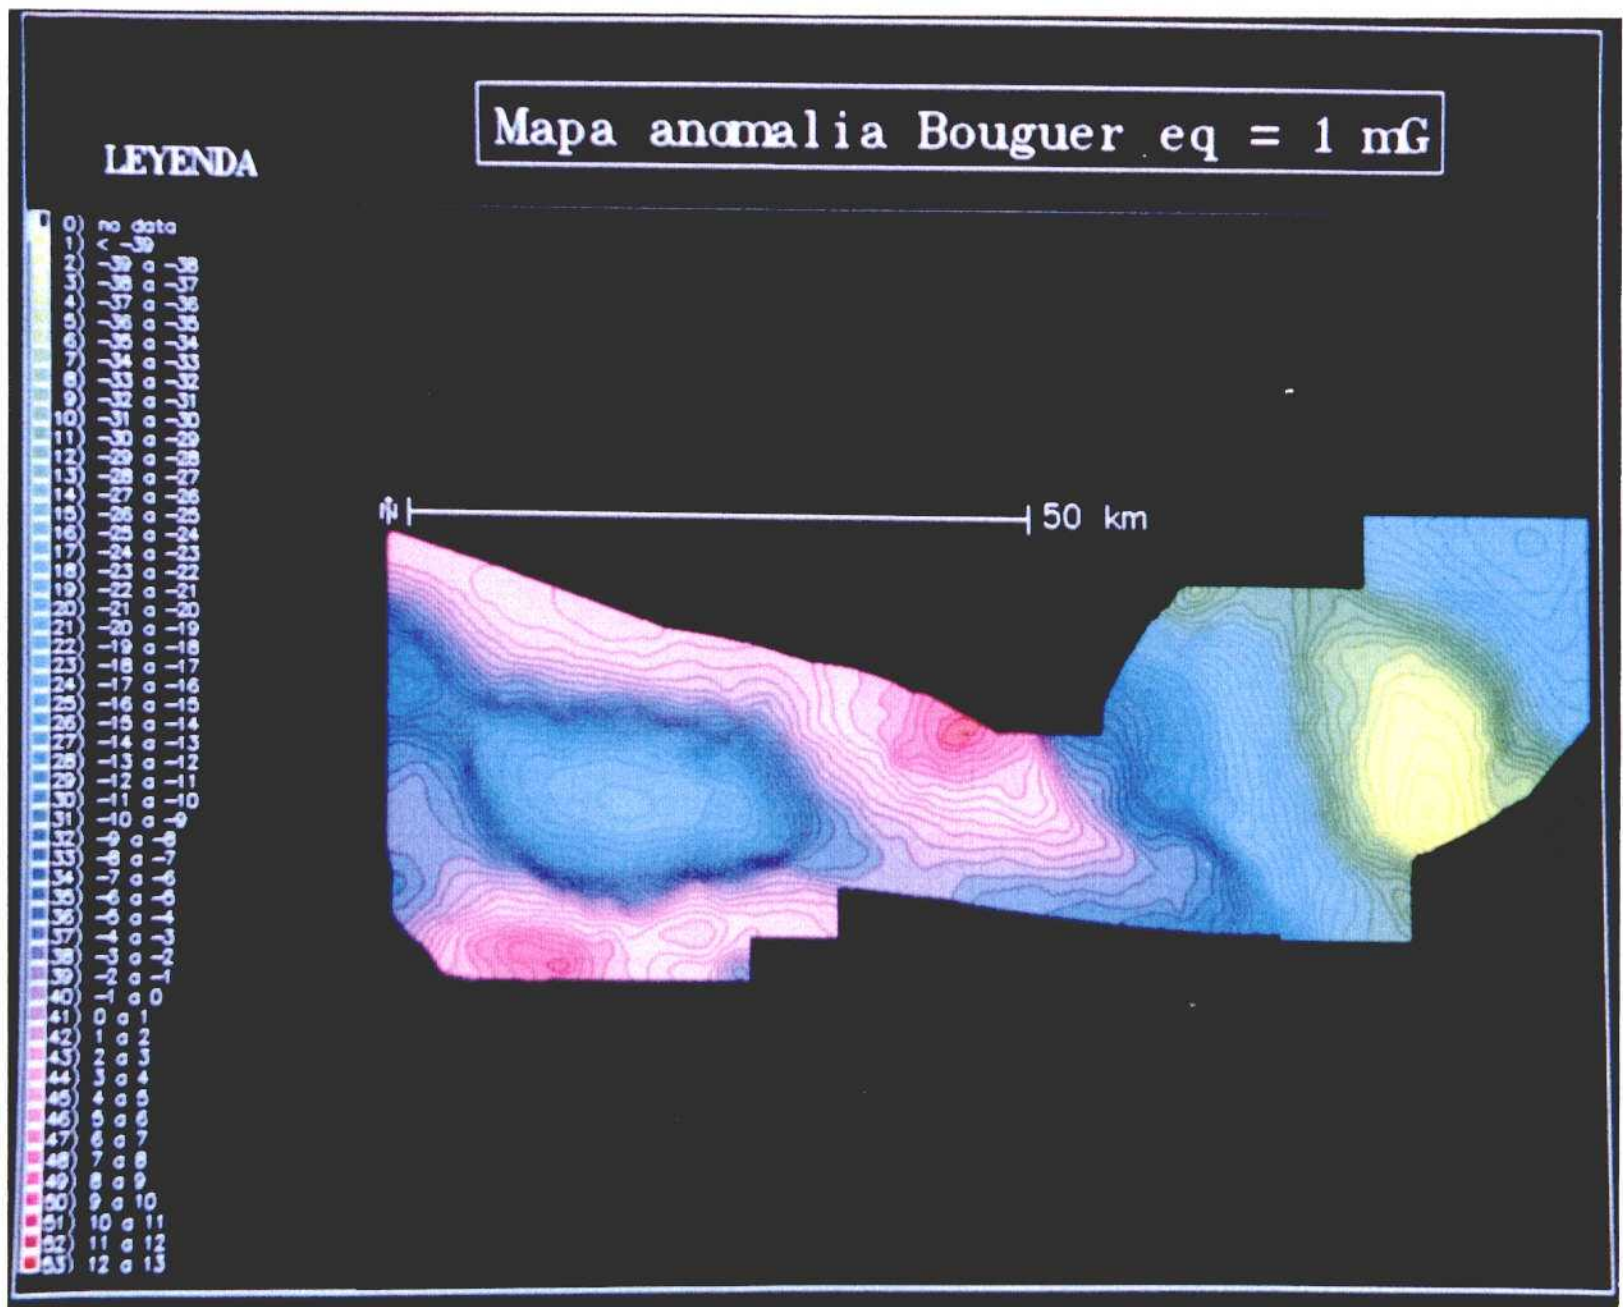 Mapa anomalia Bouguer eq = 1 mG
LEYENDA
0) no data
1) < -39
2) -39 a -38
3) -38 a -37
4) -37 a -36
5) -36 a -35
6) -35 a -34
7) -34 a -33
8) -33 a -32
9) -32 a -31
10) -31 a -30
11) -30 a -29
12) -29 a -28
13) -28 a -27
14) -27 a -26
15) -26 a -25
16) -25 a -24
17) -24 a -23
18) -23 a -22
19) -22 a -21
20) -21 a -20
21) -20 a -19
22) -19 a -18
23) -18 a -17
24) -17 a -16
25) -16 a -15
26) -15 a -14
27) -14 a -13
28) -13 a -12
29) -12 a -11
30) -11 a -10
31) -10 a -9
32) -9 a -8
33) -8 a -7
34) -7 a -6
35) -6 a -5
36) -5 a -4
37) -4 a -3
38) -3 a -2
39) -2 a -1
40) -1 a 0
41) 0 a 1
42) 1 a 2
43) 2 a 3
44) 3 a 4
45) 4 a 5
46) 5 a 6
47) 6 a 7
48) 7 a 8
49) 8 a 9
50) 9 a 10
51) 10 a 11
52) 11 a 12
53) 12 a 13
N
50 km